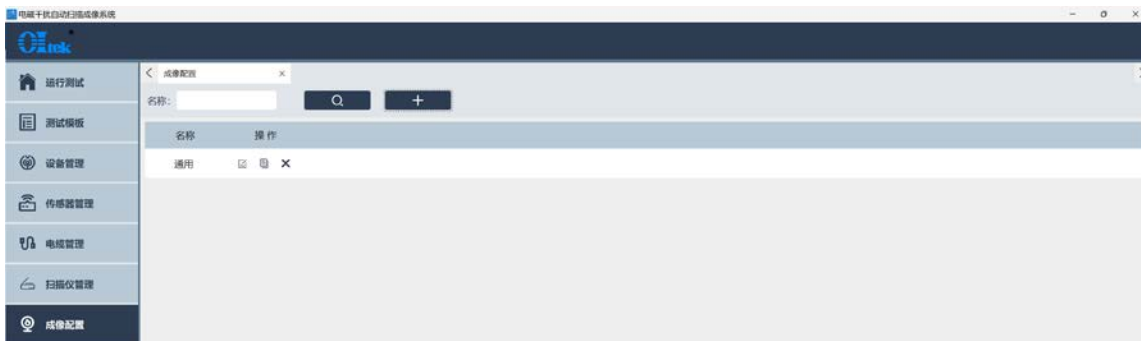 电磁干扰自动扫描成像系统
OItek
运行测试
测试模板
设备管理
传感器管理
电缆管理
扫描仪管理
成像配置
成像配置
名称:
名称 操作
通用